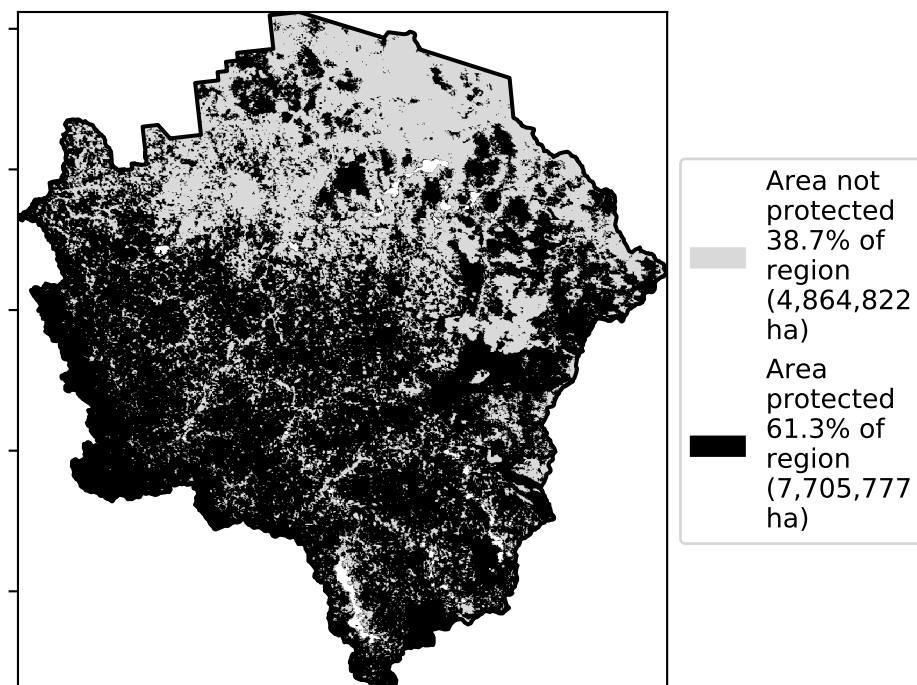 Area not
protected
38.7% of
region
(4,864,822
ha)
Area
protected
61.3% of
region
(7,705,777
ha)